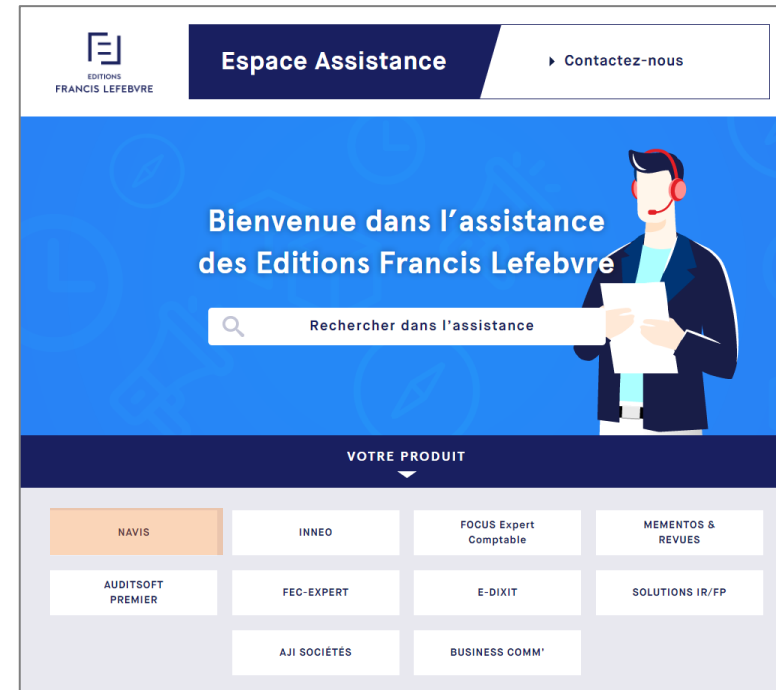 EDITIONS
FRANCIS LEFEBVRE
Espace Assistance
Contactez-nous
Bienvenue dans l'assistance
des Editions Francis Lefebvre
Rechercher dans l'assistance
VOTRE PRODUIT
NAVIS
INNEO
FOCUS Expert
Comptable
MEMENTOS &
REVUES
AUDITSOFT
PREMIER
FEC-EXPERT
E-DIXIT
SOLUTIONS IR/FP
AJI SOCIÉTÉS
BUSINESS COMM'